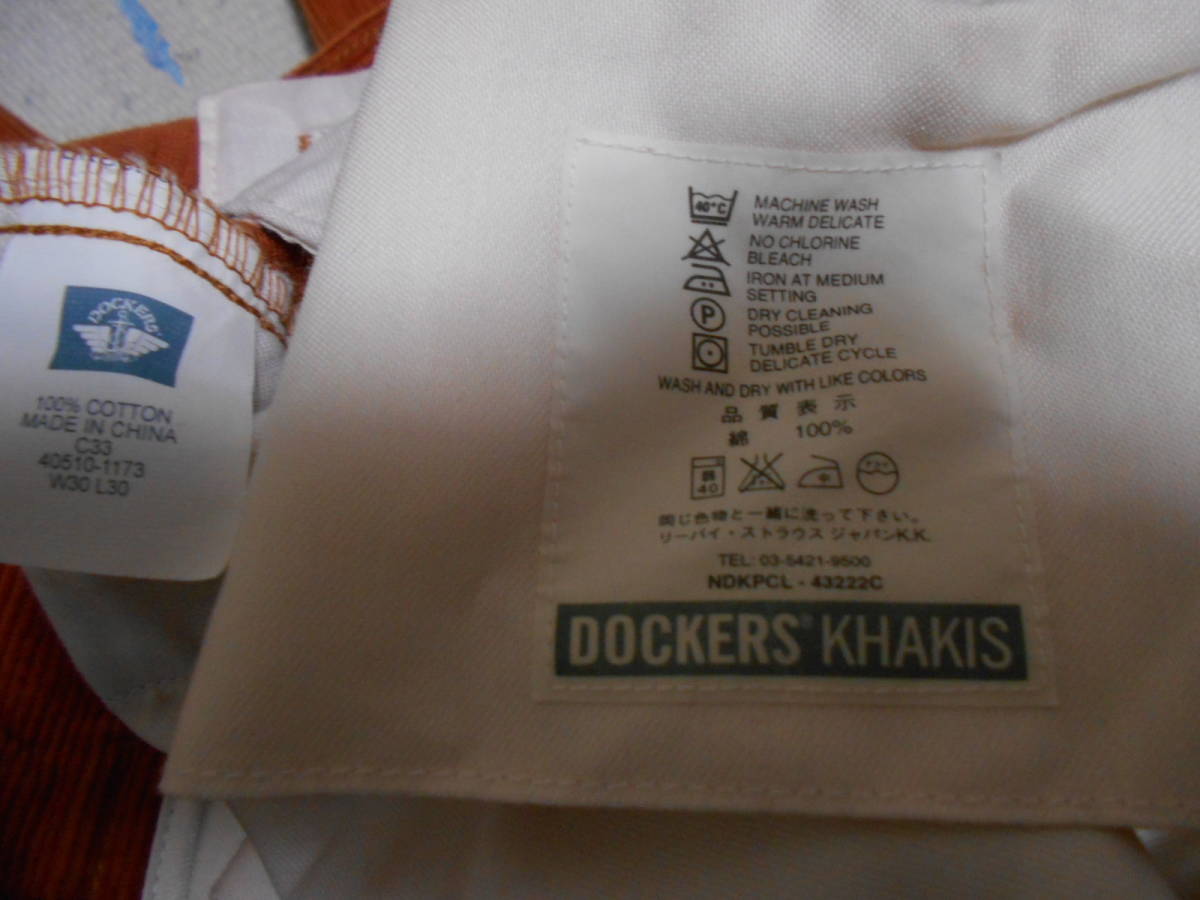 DOCKERS
100% COTTON
MADE IN CHINA
C33
40510-1173
W30 L30
40°C
MACHINE WASH
WARM DELICATE
NO CHLORINE
BLEACH
IRON AT MEDIUM
SETTING
P
DRY CLEANING
POSSIBLE
TUMBLE DRY
DELICATE CYCLE
WASH AND DRY WITH LIKE COLORS
品質表示
綿 100%
40
同じ色物と一緒に洗って下さい。
リーバイ・ストラウス ジャパンK.K.
TEL: 03-5421-9500
NDKPCL - 43222C
DOCKERS® KHAKIS